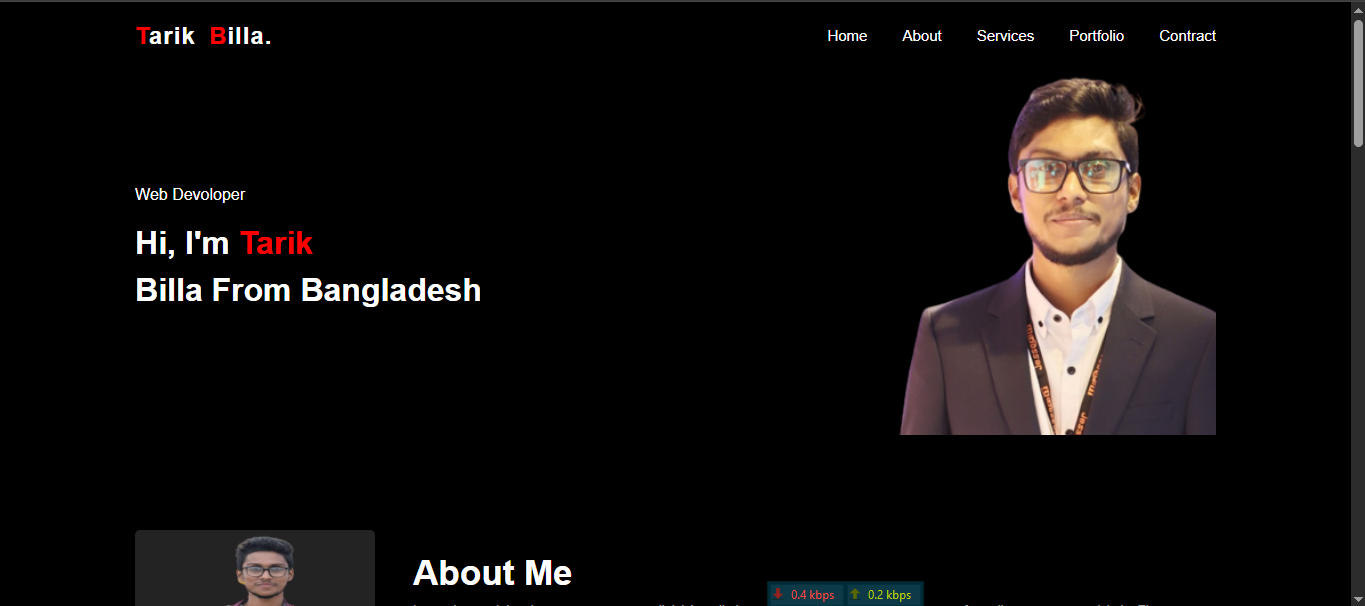 Tarik Billa.
Home About Services Portfolio Contract
Web Devoloper
Hi, I'm Tarik
Billa From Bangladesh
About Me
0.4 kbps 0.2 kbps